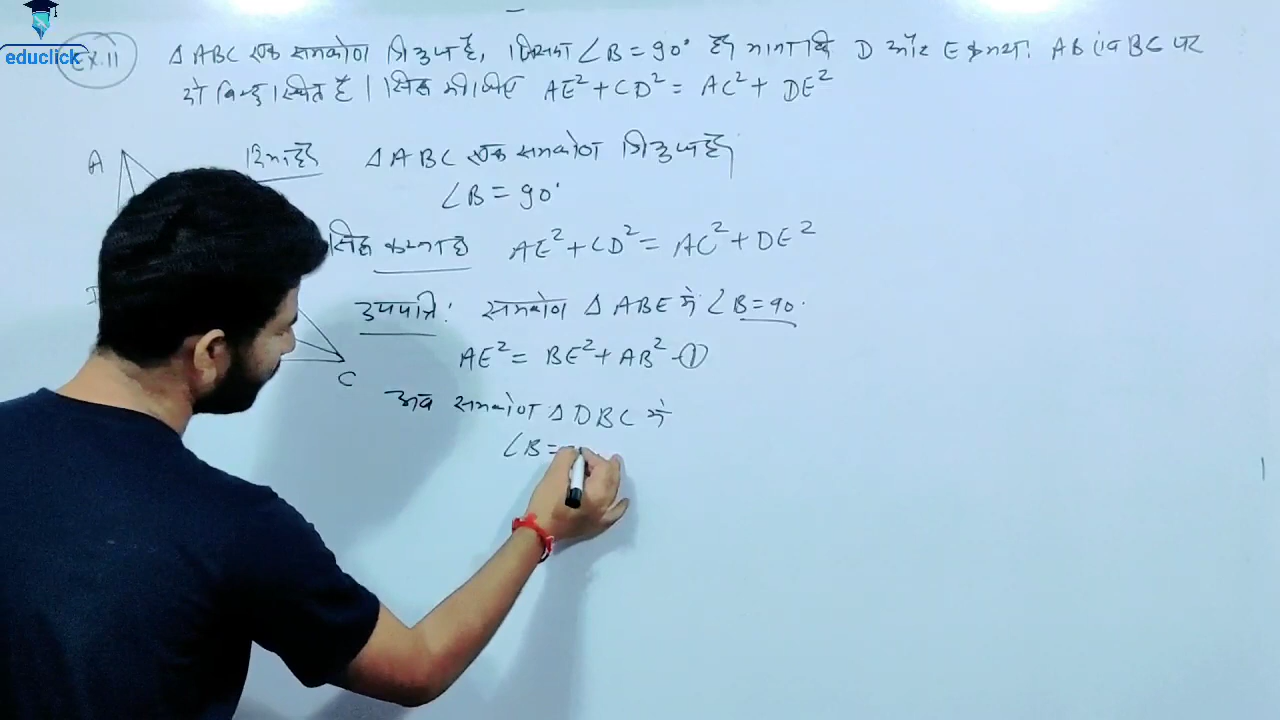 educlick
Ex.11 Δ ABC एक समकोण त्रिभुज है, जिसका ∠B = 90° है। माना कि D और E क्रमशः AB एवं BC पर
दो बिन्दु स्थित हैं। सिद्ध कीजिए AE² + CD² = AC² + DE²
A
दिया है Δ ABC एक समकोण त्रिभुज है,
∠B = 90°
सिद्ध करना है AE² + CD² = AC² + DE²
D
उपपत्ति: समकोण Δ ABE में ∠B = 90.
AE² = BE² + AB² - ①
C
अब समकोण Δ DBC में
∠B =